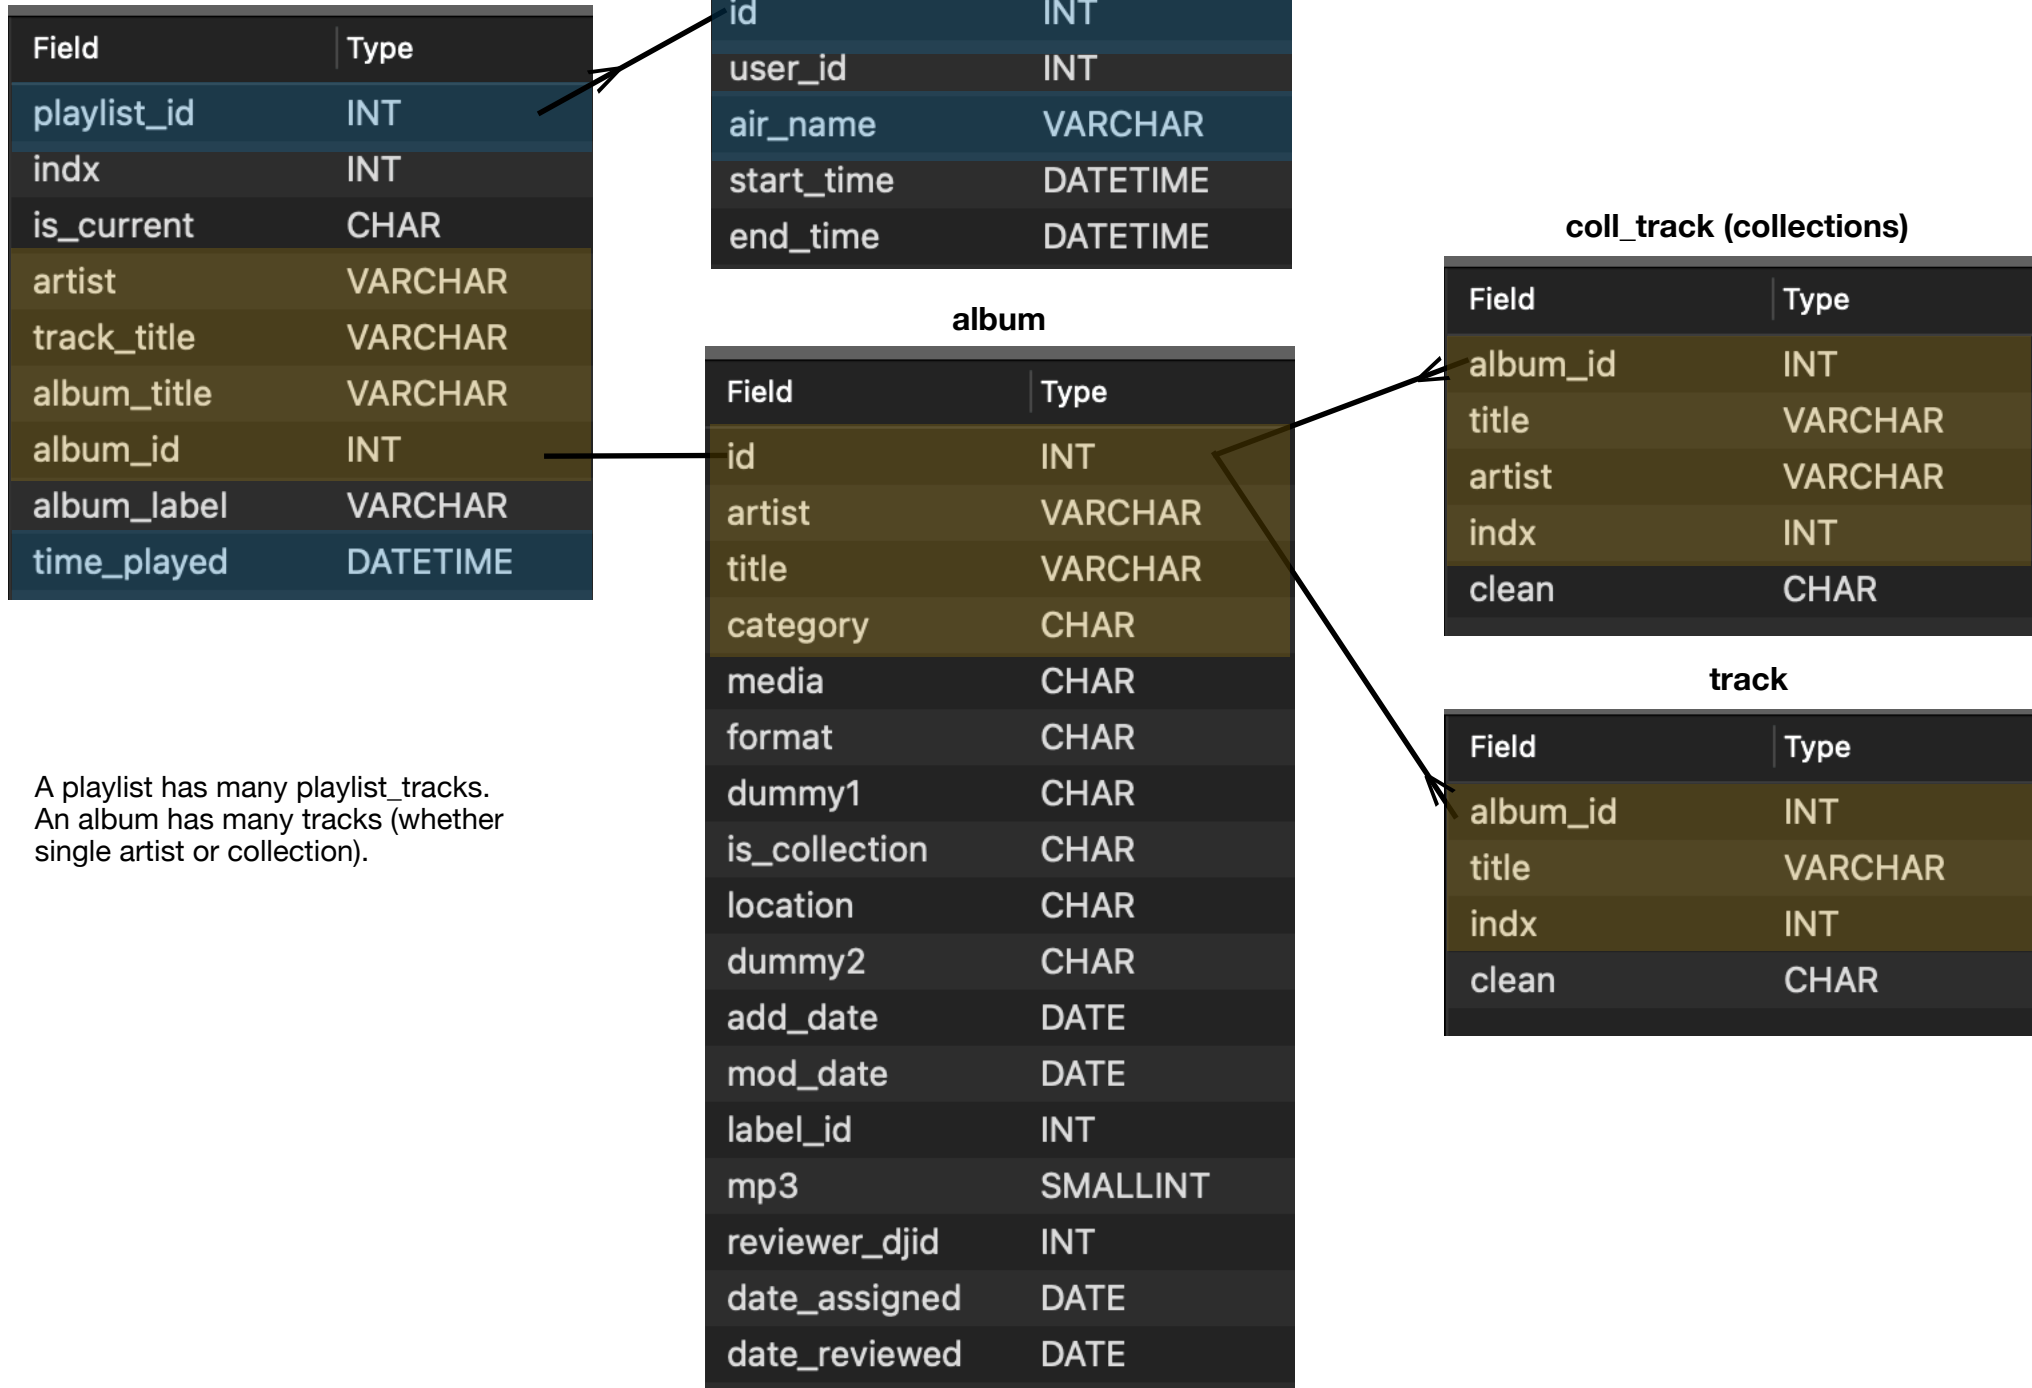 Field Type
playlist_id INT
indx INT
is_current CHAR
artist VARCHAR
track_title VARCHAR
album_title VARCHAR
album_id INT
album_label VARCHAR
time_played DATETIME
A playlist has many playlist_tracks.
An album has many tracks (whether
single artist or collection).
id INT
user_id INT
air_name VARCHAR
start_time DATETIME
end_time DATETIME
album
Field Type
id INT
artist VARCHAR
title VARCHAR
category CHAR
media CHAR
format CHAR
dummy1 CHAR
is_collection CHAR
location CHAR
dummy2 CHAR
add_date DATE
mod_date DATE
label_id INT
mp3 SMALLINT
reviewer_djid INT
date_assigned DATE
date_reviewed DATE
coll_track (collections)
Field Type
album_id INT
title VARCHAR
artist VARCHAR
indx INT
clean CHAR
track
Field Type
album_id INT
title VARCHAR
indx INT
clean CHAR